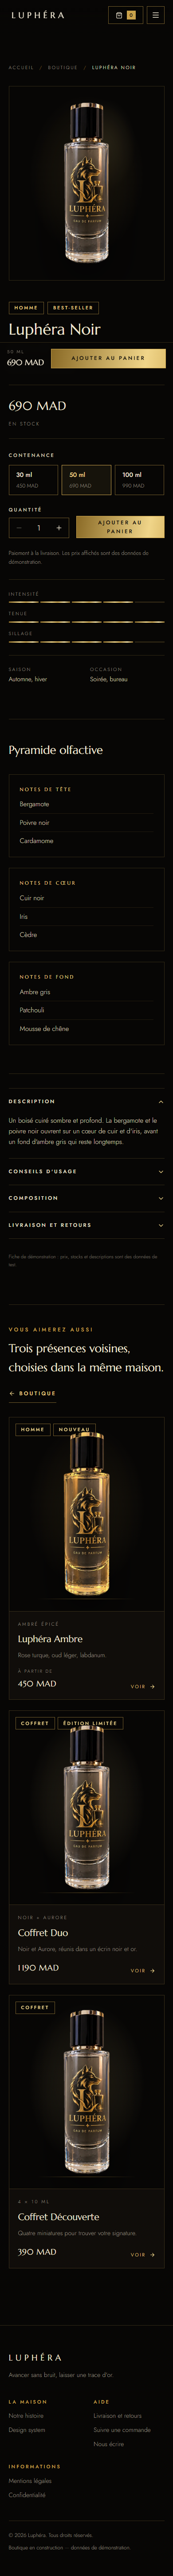 LUPHÉRA
0
ACCUEIL / BOUTIQUE / LUPHÉRA NOIR
LUPHÉRA
EAU DE PARFUM
HOMME
BEST-SELLER
Luphéra Noir
50 ML
690 MAD
AJOUTER AU PANIER
690 MAD
EN STOCK
CONTENANCE
30 ml
450 MAD
50 ml
690 MAD
100 ml
990 MAD
QUANTITÉ
− 1 +
AJOUTER AU
PANIER
Paiement à la livraison. Les prix affichés sont des données de
démonstration.
INTENSITÉ
TENUE
SILLAGE
SAISON
Automne, hiver
OCCASION
Soirée, bureau
Pyramide olfactive
NOTES DE TÊTE
Bergamote
Poivre noir
Cardamome
NOTES DE CŒUR
Cuir noir
Iris
Cèdre
NOTES DE FOND
Ambre gris
Patchouli
Mousse de chêne
DESCRIPTION
Un boisé cuiré sombre et profond. La bergamote et le
poivre noir ouvrent sur un cœur de cuir et d'iris, avant
un fond d'ambre gris qui reste longtemps.
CONSEILS D'USAGE
COMPOSITION
LIVRAISON ET RETOURS
Fiche de démonstration : prix, stocks et descriptions sont des données de
test.
VOUS AIMEREZ AUSSI
Trois présences voisines,
choisies dans la même maison.
← BOUTIQUE
HOMME
NOUVEAU
LUPHÉRA
EAU DE PARFUM
AMBRÉ ÉPICÉ
Luphéra Ambre
Rose turque, oud léger, labdanum.
À PARTIR DE
450 MAD
VOIR →
COFFRET
ÉDITION LIMITÉE
LUPHÉRA
EAU DE PARFUM
NOIR + AURORE
Coffret Duo
Noir et Aurore, réunis dans un écrin noir et or.
1190 MAD
VOIR →
COFFRET
LUPHÉRA
EAU DE PARFUM
4 × 10 ML
Coffret Découverte
Quatre miniatures pour trouver votre signature.
390 MAD
VOIR →
LUPHÉRA
Avancer sans bruit, laisser une trace d'or.
LA MAISON
Notre histoire
Design system
AIDE
Livraison et retours
Suivre une commande
Nous écrire
INFORMATIONS
Mentions légales
Confidentialité
© 2026 Luphéra. Tous droits réservés.
Boutique en construction — données de démonstration.